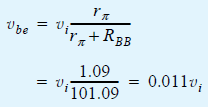 v_be = v_i r_π / (r_π + R_BB)
= v_i 1.09 / 101.09 = 0.011v_i